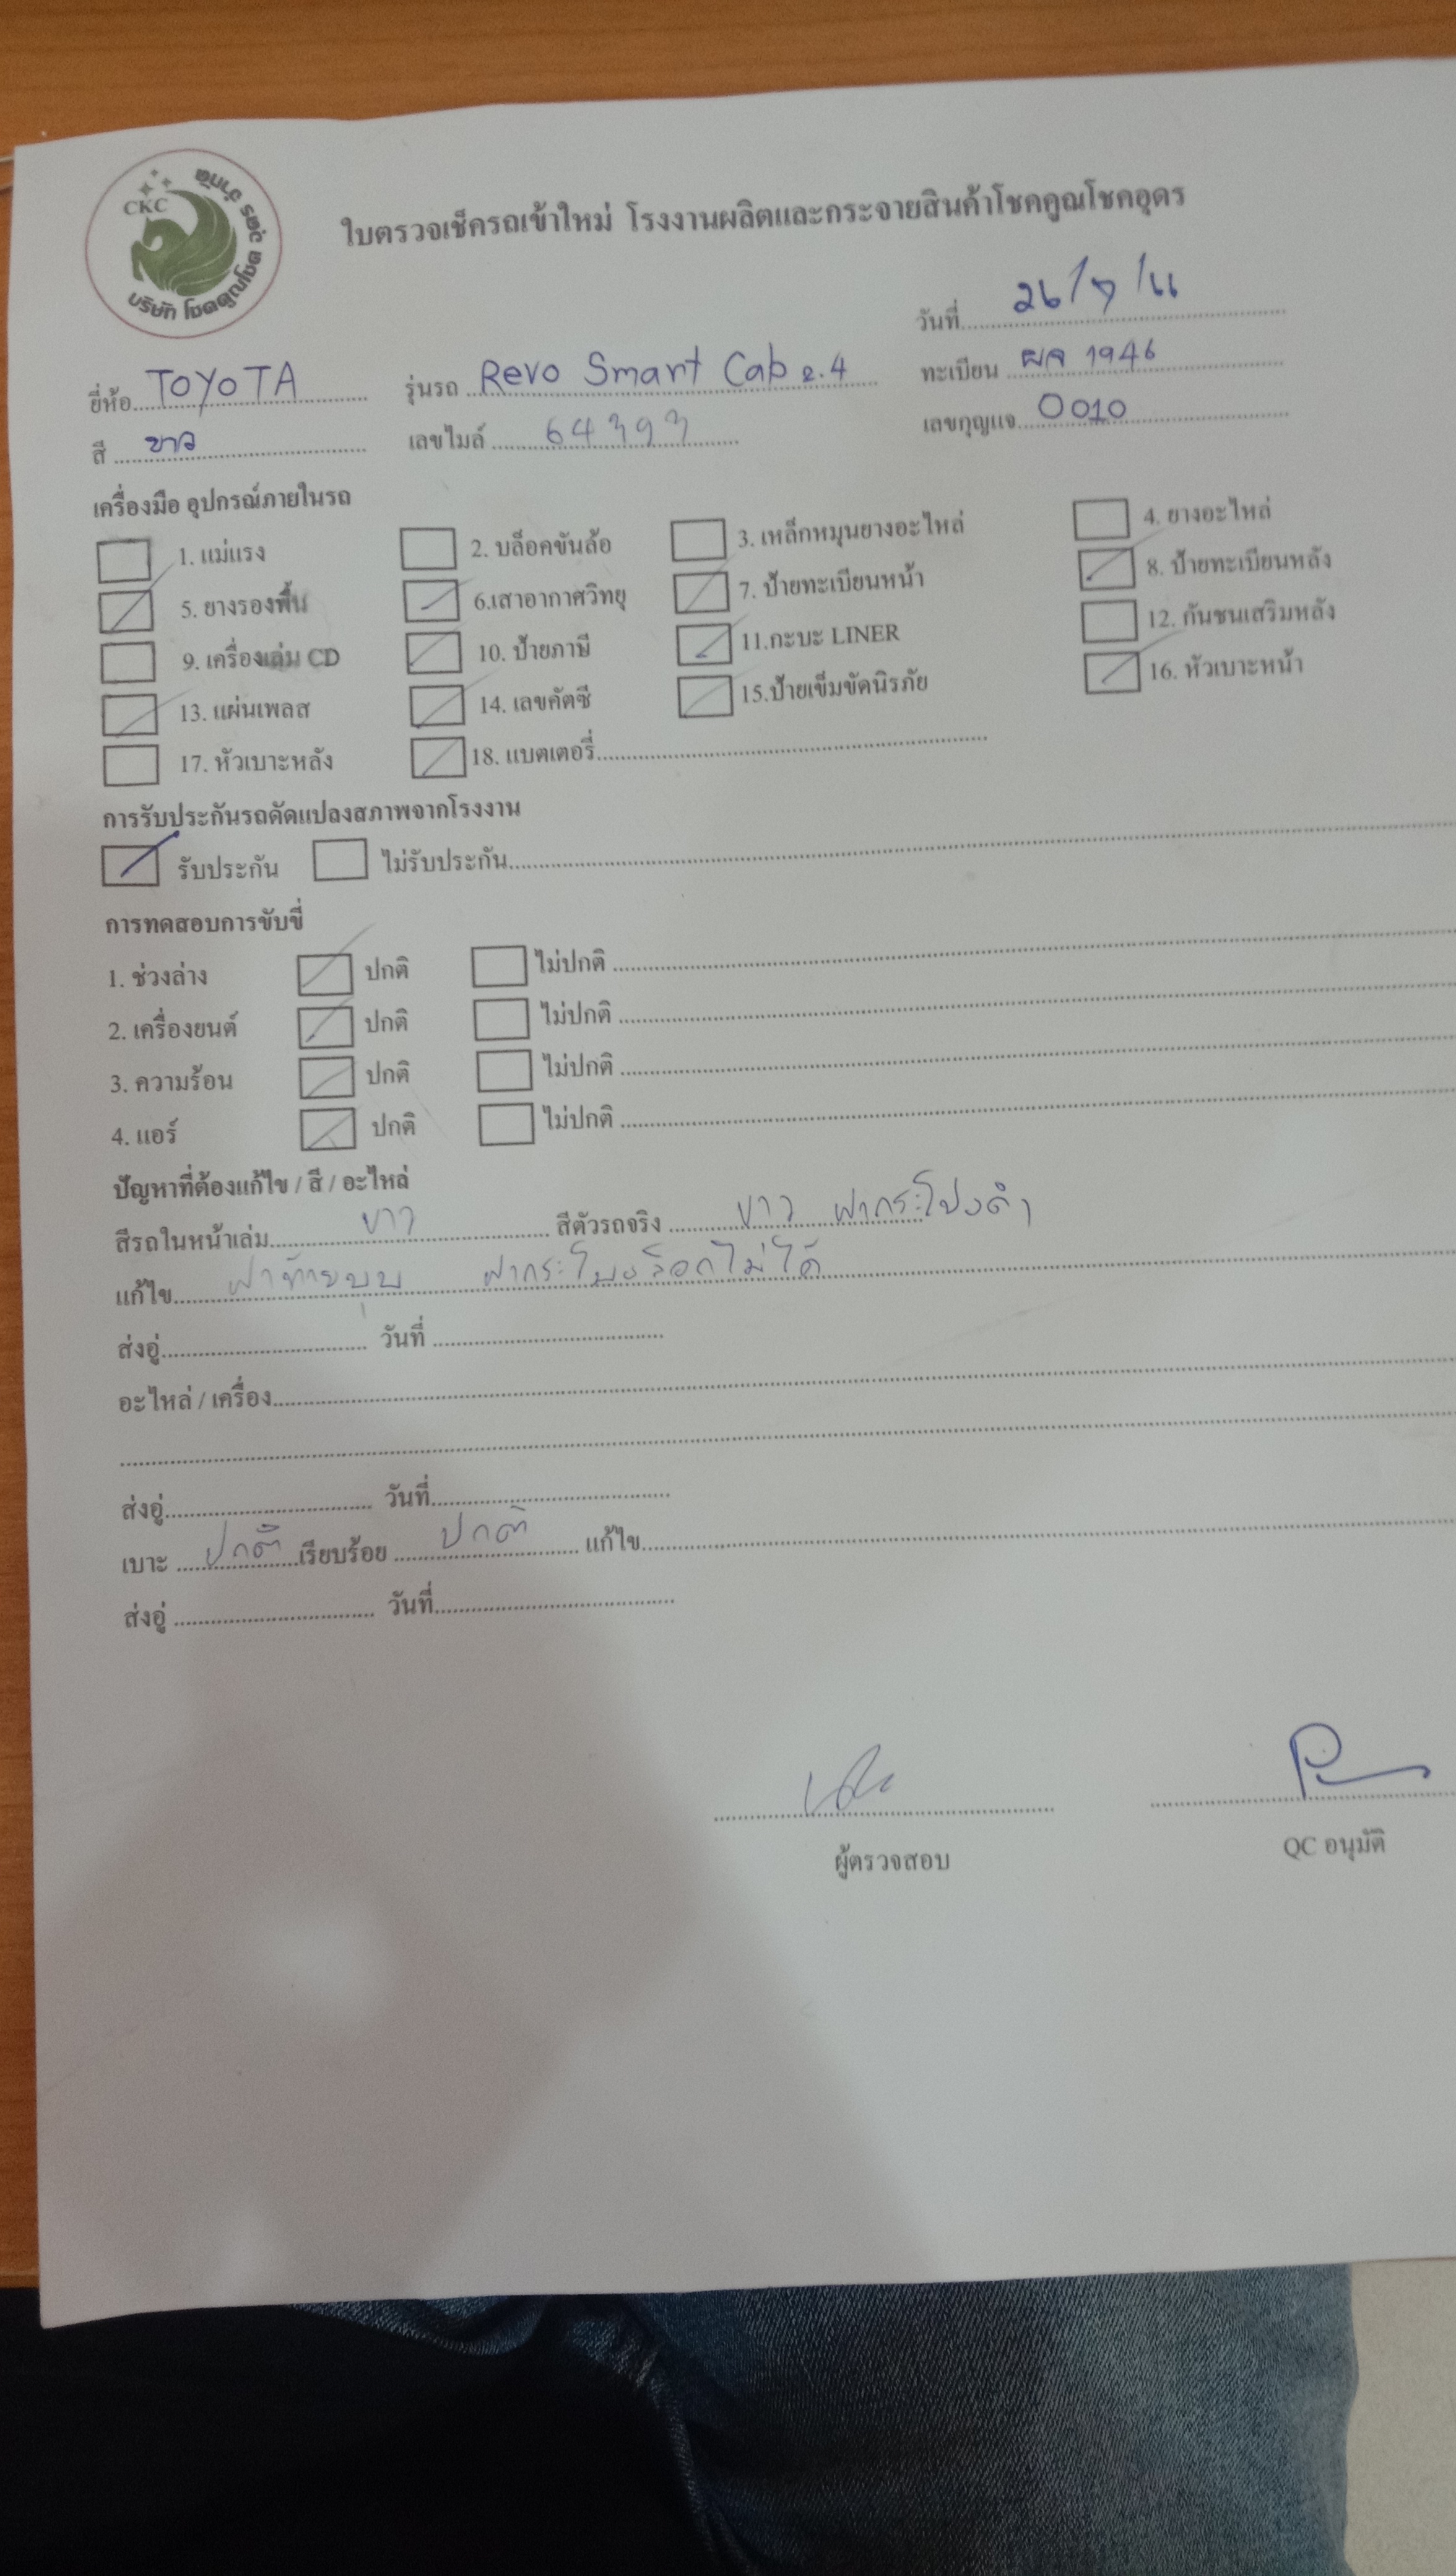 CKC
บริษัท โชคคูณโชค อุดร จำกัด
ใบตรวจเช็ครถเข้าใหม่ โรงงานผลิตและกระจายสินค้าโชคคูณโชคอุดร
วันที่
ยี่ห้อ TOYOTA รุ่นรถ Revo Smart Cab 2.4 ทะเบียน ผจ 1946
สี ขาว เลขไมล์ 64393 เลขกุญแจ 0010
เครื่องมือ อุปกรณ์ภายในรถ
1. แม่แรง 2. บล็อคขันล้อ 3. เหล็กหมุนยางอะไหล่ 4. ยางอะไหล่
5. ยางรองพื้น 6.เสาอากาศวิทยุ 7. ป้ายทะเบียนหน้า 8. ป้ายทะเบียนหลัง
9. เครื่องเล่ม CD 10. ป้ายภาษี 11.กะบะ LINER 12. กันชนเสริมหลัง
13. แผ่นเพลส 14. เลขคัตซี 15.ป้ายเข็มขัดนิรภัย 16. หัวเบาะหน้า
17. หัวเบาะหลัง 18. แบตเตอรี่
การรับประกันรถดัดแปลงสภาพจากโรงงาน
รับประกัน ไม่รับประกัน
การทดสอบการขับขี่
1. ช่วงล่าง ปกติ ไม่ปกติ
2. เครื่องยนต์ ปกติ ไม่ปกติ
3. ความร้อน ปกติ ไม่ปกติ
4. แอร์ ปกติ ไม่ปกติ
ปัญหาที่ต้องแก้ไข / สี / อะไหล่
สีรถในหน้าเล่ม ขาว สีตัวรถจริง ขาว ฝากระโปงดำ
แก้ไข ฝาท้ายบุบ ฝากระโปงล็อกไม่ได้
ส่งอู่ วันที่
อะไหล่ / เครื่อง
ส่งอู่ วันที่
เบาะ ปกติ เรียบร้อย ปกติ แก้ไข
ส่งอู่ วันที่
ผู้ตรวจสอบ QC อนุมัติ